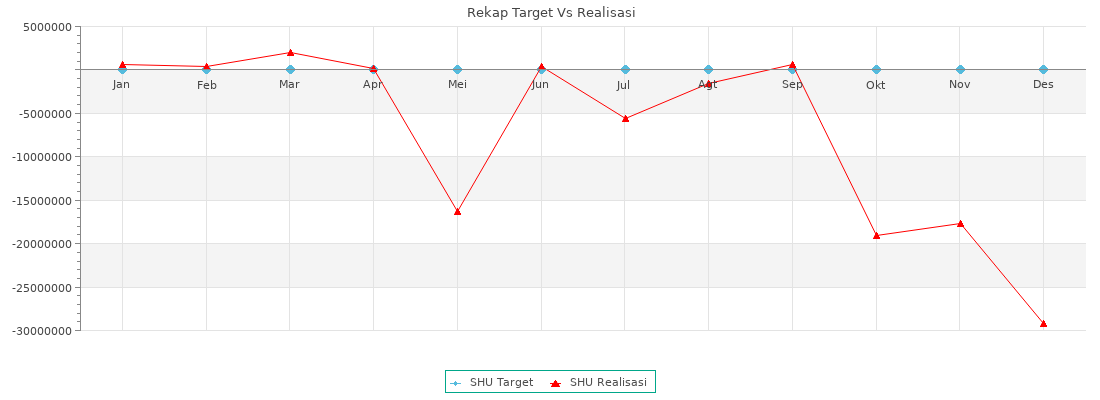 Rekap Target Vs Realisasi
5000000
Jan Feb Mar Apr Mei Jun Jul Agt Sep Okt Nov Des
-5000000
-10000000
-15000000
-20000000
-25000000
-30000000
SHU Target SHU Realisasi